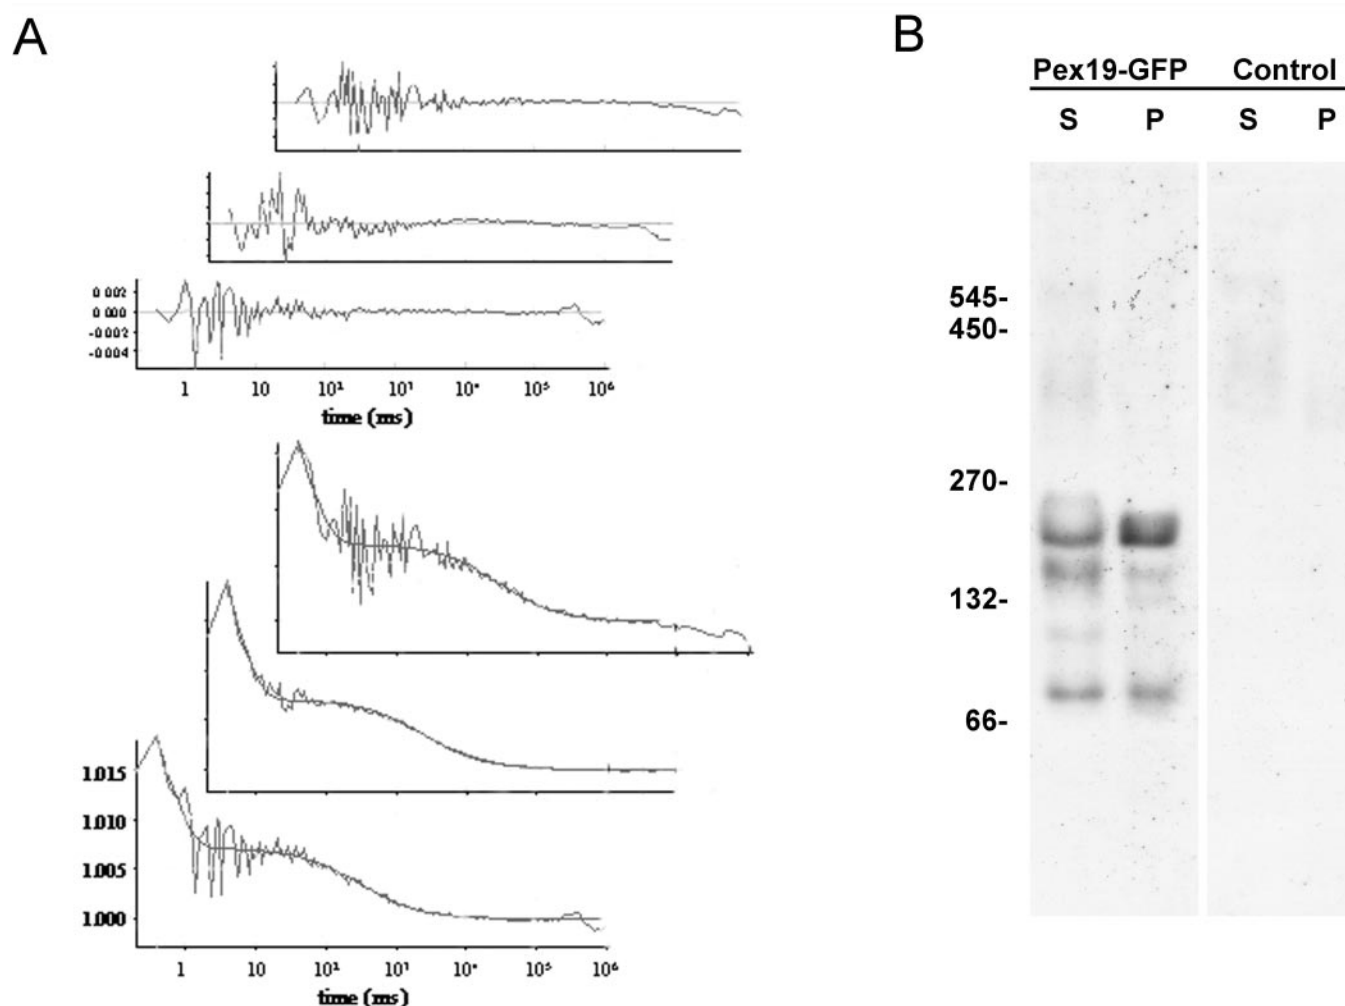 A
0.002
0.000
-0.002
-0.004
1 10 10² 10³ 10⁴ 10⁵ 10⁶
time (ms)
1.015
1.010
1.005
1.000
1 10 10² 10³ 10⁴ 10⁵ 10⁶
time (ms)
B
Pex19-GFP Control
S P S P
545-
450-
270-
132-
66-